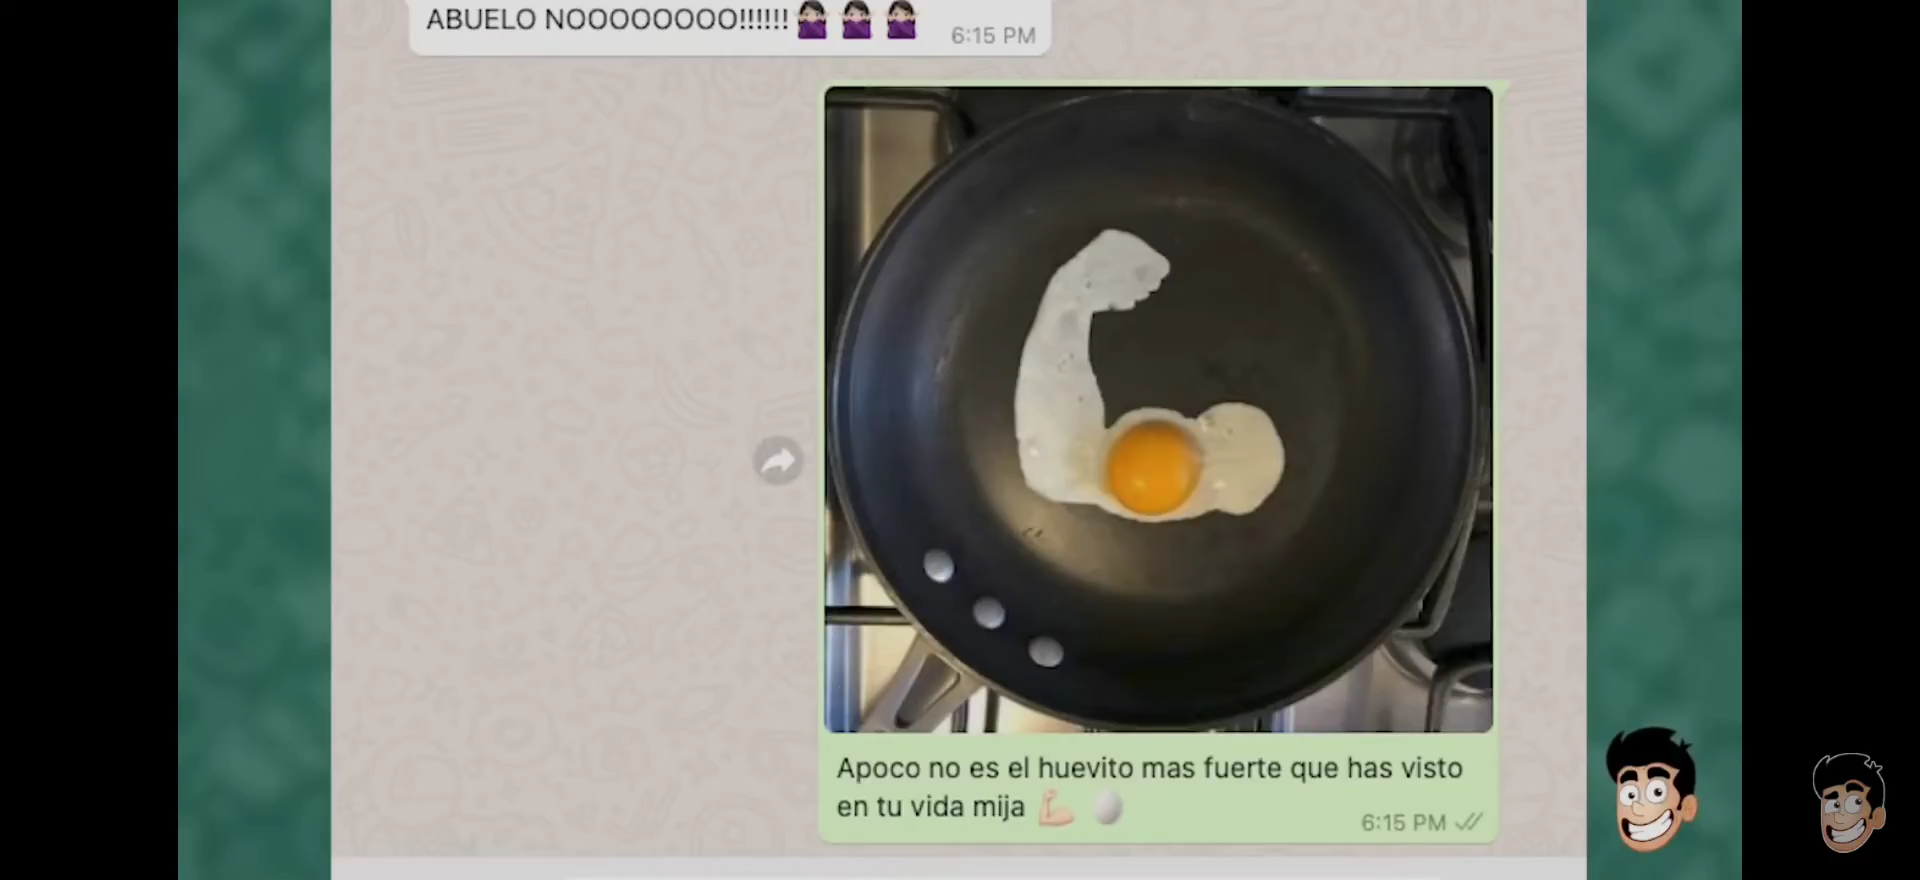 ABUELO NOOOOOOOO!!!!!!🤦🏻‍♀️🤦🏻‍♀️🤦🏻‍♀️
6:15 PM
Apoco no es el huevito mas fuerte que has visto
en tu vida mija 💪🏻 🥚
6:15 PM